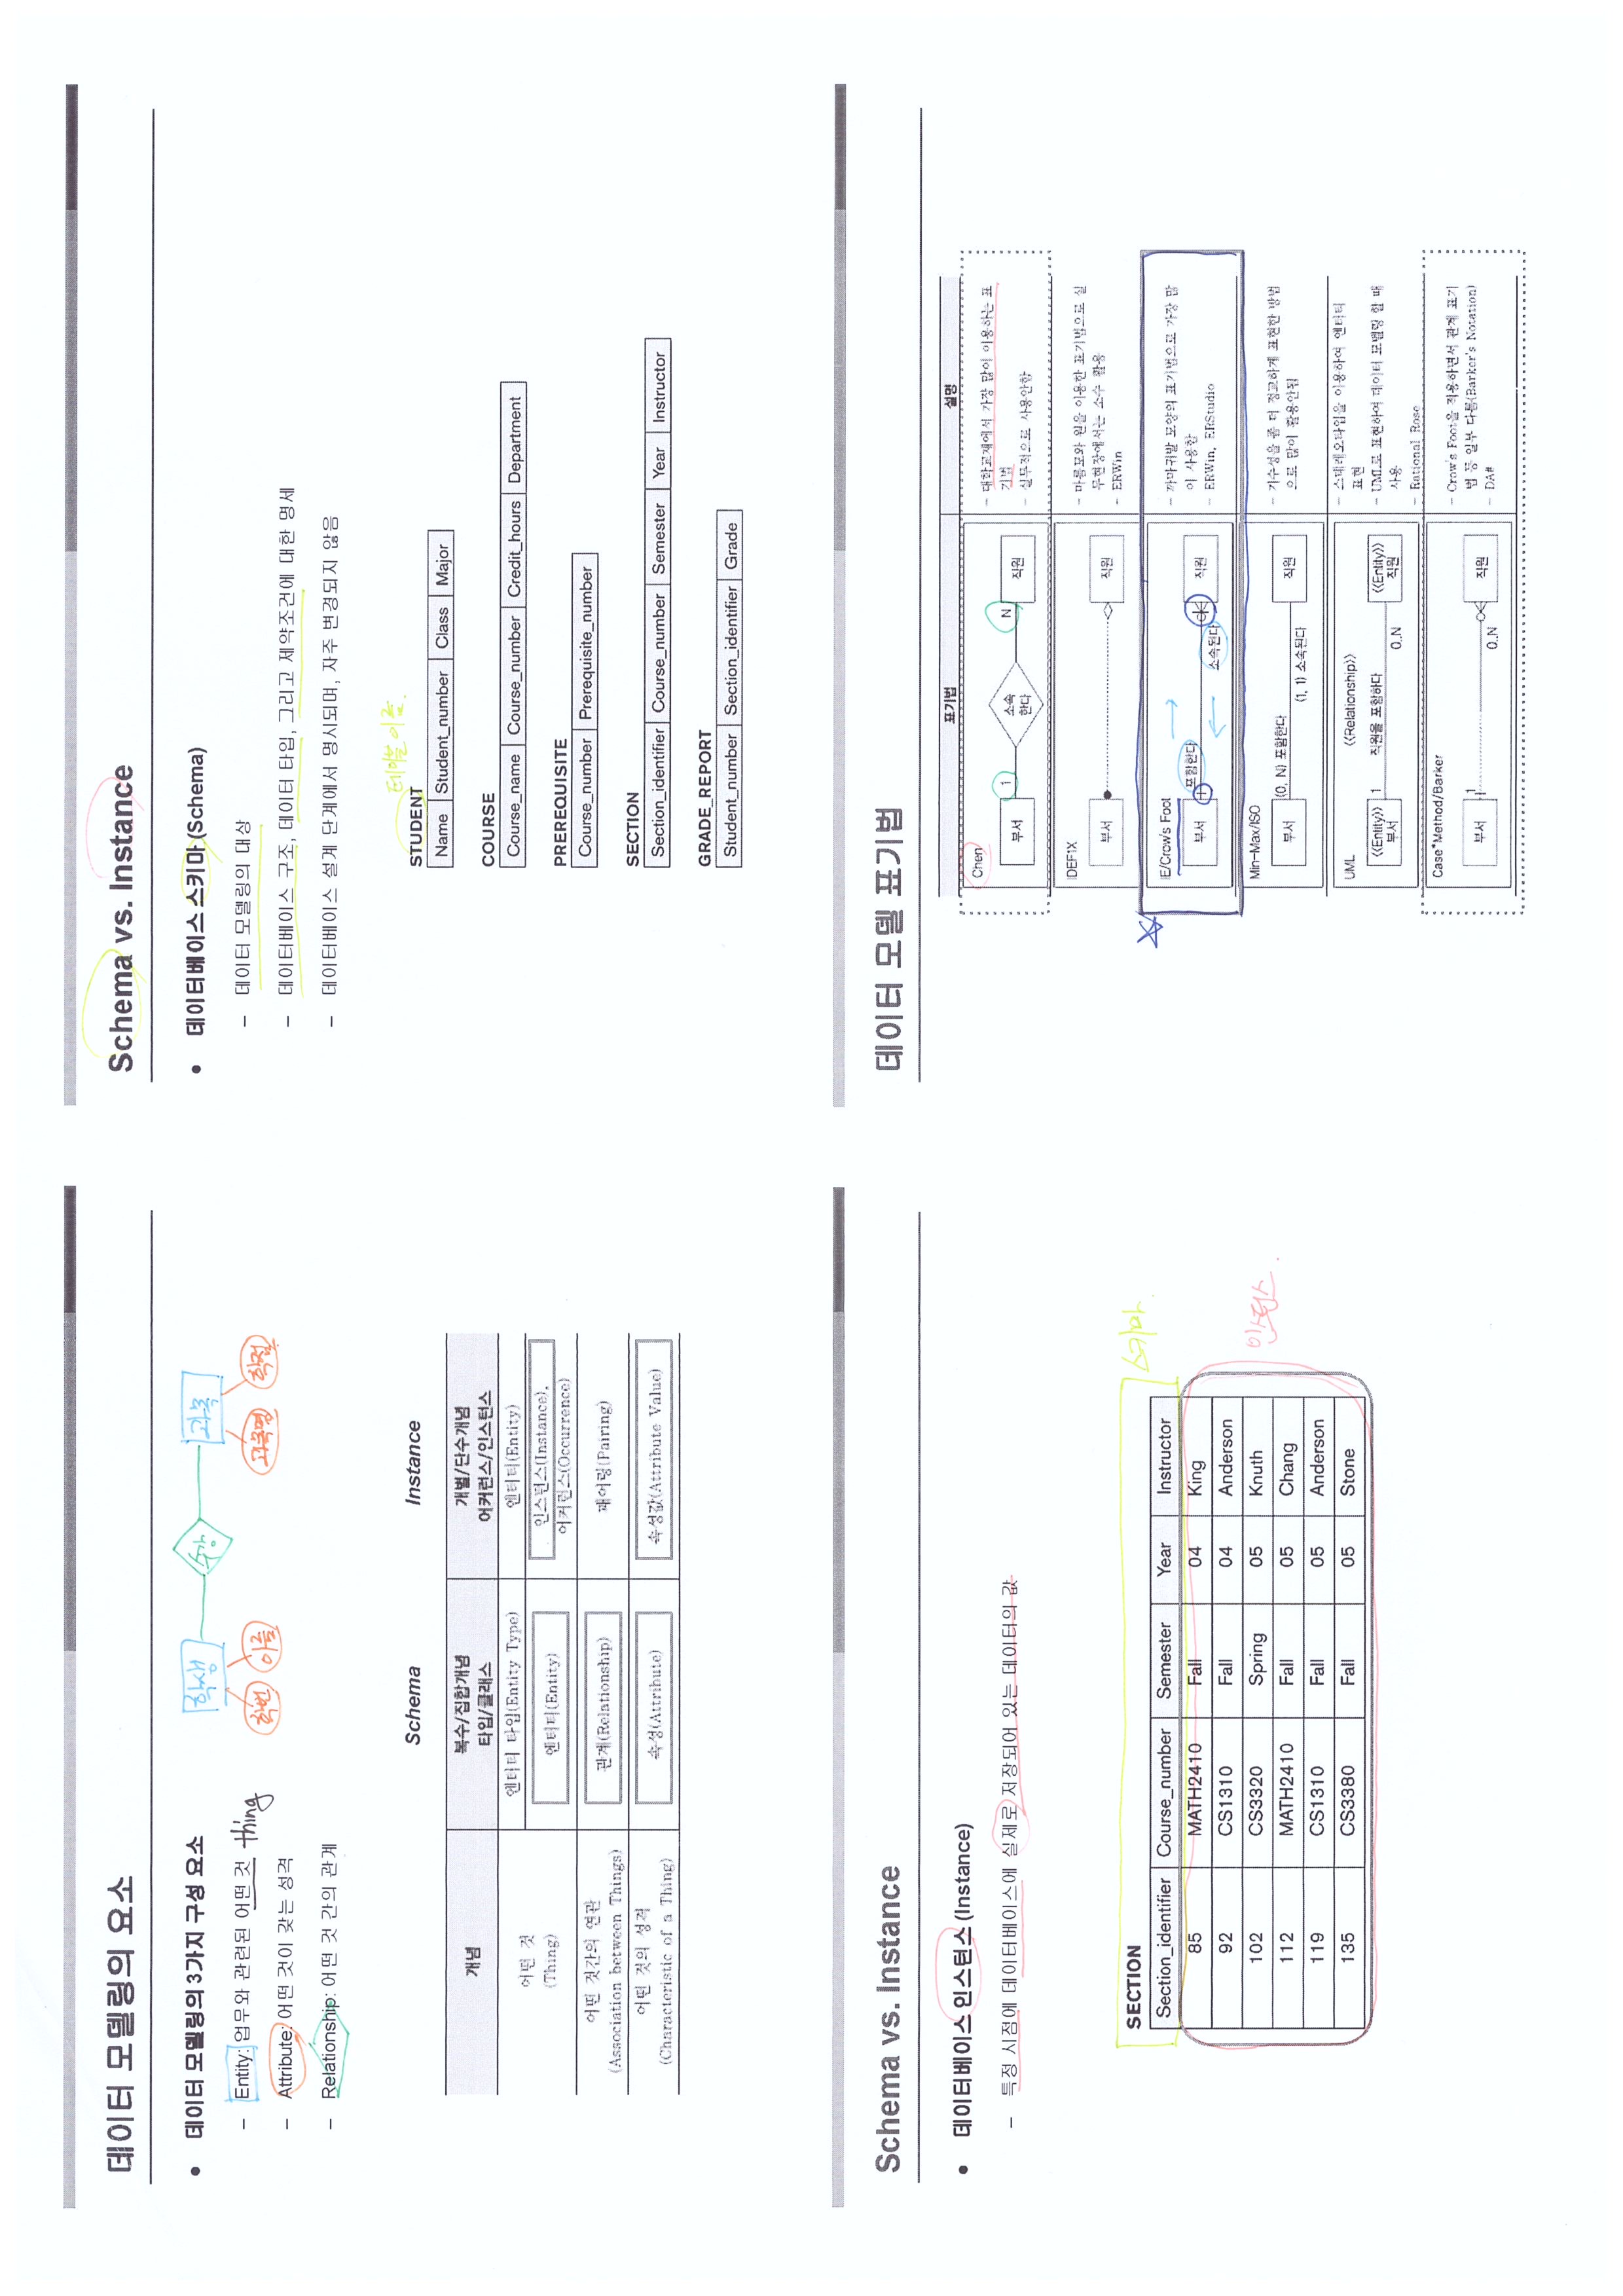 데이터 모델링의 요소
• 데이터 모델링의 3가지 구성 요소
– Entity: 업무와 관련된 어떤 것 thing
– Attribute: 어떤 것이 갖는 성격
– Relationship: 어떤 것 간의 관계
학생 수강 과목
학번 이름 과목명 학점
Schema Instance
개념 복수/집합개념 타입/클래스 개별/단수개념 어커런스/인스턴스
어떤 것 (Thing) 엔터티 타입(Entity Type) 엔터티(Entity)
엔터티(Entity) 인스턴스(Instance), 어커런스(Occurrence)
어떤 것간의 연관 (Association between Things) 관계(Relationship) 패어링(Pairing)
어떤 것의 성격 (Characteristic of a Thing) 속성(Attribute) 속성값(Attribute Value)
Schema vs. Instance
• 데이터베이스 스키마 (Schema)
– 데이터 모델링의 대상
– 데이터베이스 구조, 데이터 타입, 그리고 제약조건에 대한 명세
– 데이터베이스 설계 단계에서 명시되며, 자주 변경되지 않음
테이블 이름.
STUDENT
Name Student_number Class Major
COURSE
Course_name Course_number Credit_hours Department
PREREQUISITE
Course_number Prerequisite_number
SECTION
Section_identifier Course_number Semester Year Instructor
GRADE_REPORT
Student_number Section_identifier Grade
Schema vs. Instance
• 데이터베이스 인스턴스 (Instance)
– 특정 시점에 데이터베이스에 실제로 저장되어 있는 데이터의 값
SECTION
스키마
Section_identifier Course_number Semester Year Instructor
85 MATH2410 Fall 04 King
92 CS1310 Fall 04 Anderson
102 CS3320 Spring 05 Knuth
112 MATH2410 Fall 05 Chang
119 CS1310 Fall 05 Anderson
135 CS3380 Fall 05 Stone
인스턴스.
데이터 모델 표기법
표기법 설명
Chen
부서 1 소속한다 N 직원
– 대학교재에서 가장 많이 이용하는 표
기법
– 실무적으로 사용안함
IDEF1X
부서 직원
– 마름모와 원을 이용한 표기법으로 실
무현장에서는 소수 활용
– ERWin
IE/Crow's Foot
부서 포함한다 소속된다 직원
– 까마귀발 모양의 표기법으로 가장 많
이 사용함
– ERWin, ERStudio
Min-Max/ISO
부서 (0, N) 포함한다 (1, 1) 소속된다 직원
– 기수성을 좀 더 정교하게 표현한 방법
으로 많이 활용안됨
UML 〈〈Relationship〉〉
〈〈Entity〉〉 부서 1 직원을 포함하다 0..N 〈〈Entity〉〉 직원
– 스테레오타입을 이용하여 엔터티
표현
– UML로 표현하여 데이터 모델링 할 때
사용
– Rational Rose
Case*Method/Barker
부서 1 0..N 직원
– Crow's Foot을 적용하면서 관계 표기
법 등 일부 다름(Barker's Notation)
– DA#